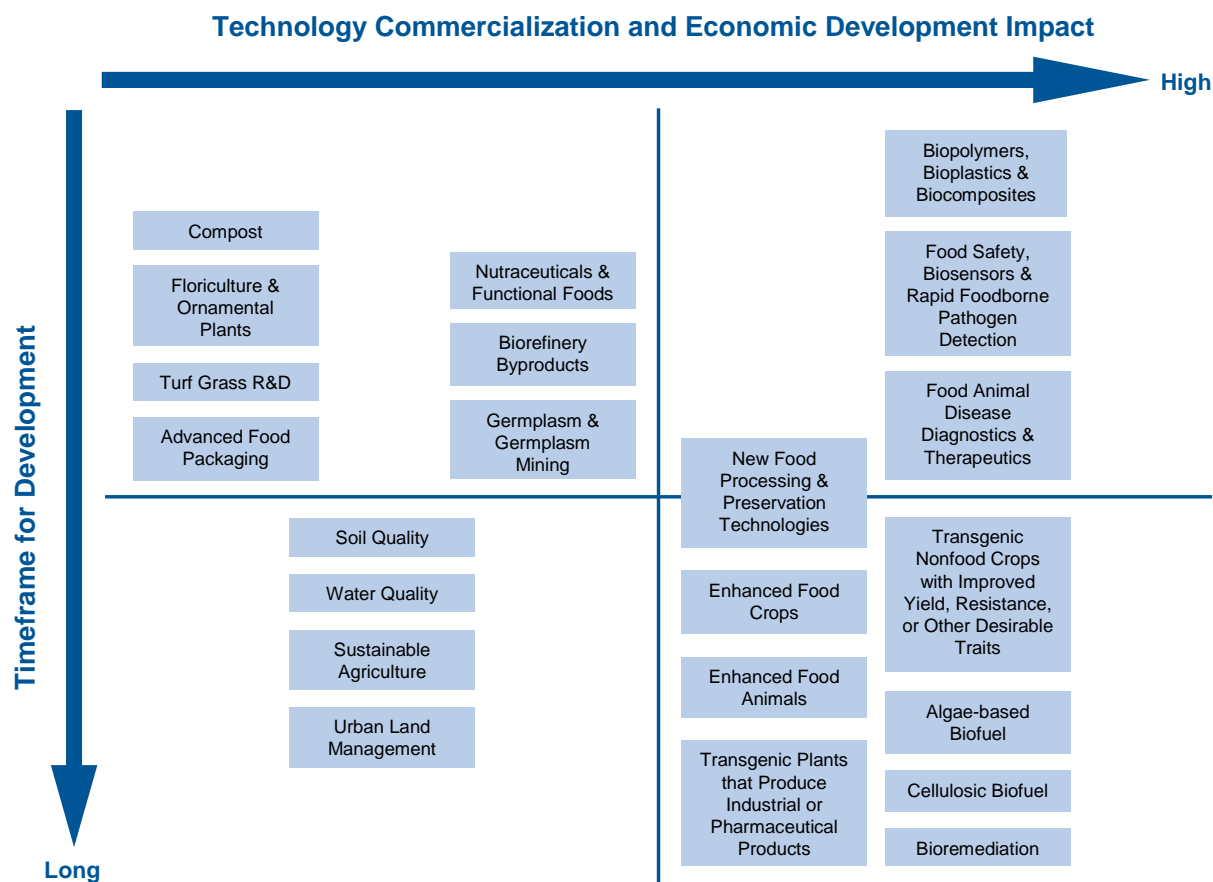 Technology Commercialization and Economic Development Impact
High
Timeframe for Development
Long
Compost
Floriculture &
Ornamental
Plants
Turf Grass R&D
Advanced Food
Packaging
Nutraceuticals &
Functional Foods
Biorefinery
Byproducts
Germplasm &
Germplasm
Mining
Biopolymers,
Bioplastics &
Biocomposites
Food Safety,
Biosensors &
Rapid Foodborne
Pathogen
Detection
Food Animal
Disease
Diagnostics &
Therapeutics
New Food
Processing &
Preservation
Technologies
Soil Quality
Water Quality
Sustainable
Agriculture
Urban Land
Management
Enhanced Food
Crops
Enhanced Food
Animals
Transgenic Plants
that Produce
Industrial or
Pharmaceutical
Products
Transgenic
Nonfood Crops
with Improved
Yield, Resistance,
or Other Desirable
Traits
Algae-based
Biofuel
Cellulosic Biofuel
Bioremediation